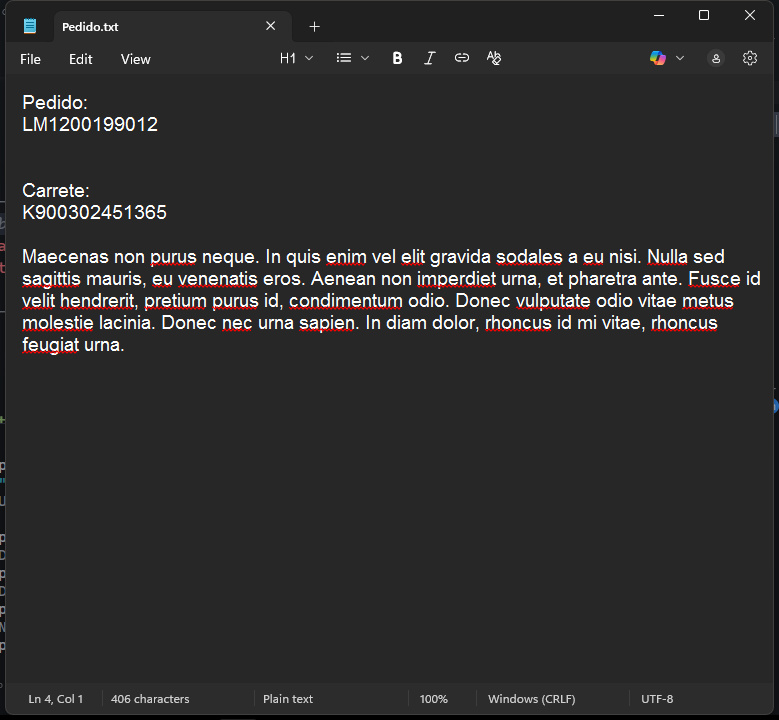 Pedido.txt
File Edit View H1 B I
Pedido:
LM1200199012
Carrete:
K900302451365
Maecenas non purus neque. In quis enim vel elit gravida sodales a eu nisi. Nulla sed
sagittis mauris, eu venenatis eros. Aenean non imperdiet urna, et pharetra ante. Fusce id
velit hendrerit, pretium purus id, condimentum odio. Donec vulputate odio vitae metus
molestie lacinia. Donec nec urna sapien. In diam dolor, rhoncus id mi vitae, rhoncus
feugiat urna.
Ln 4, Col 1 406 characters Plain text 100% Windows (CRLF) UTF-8